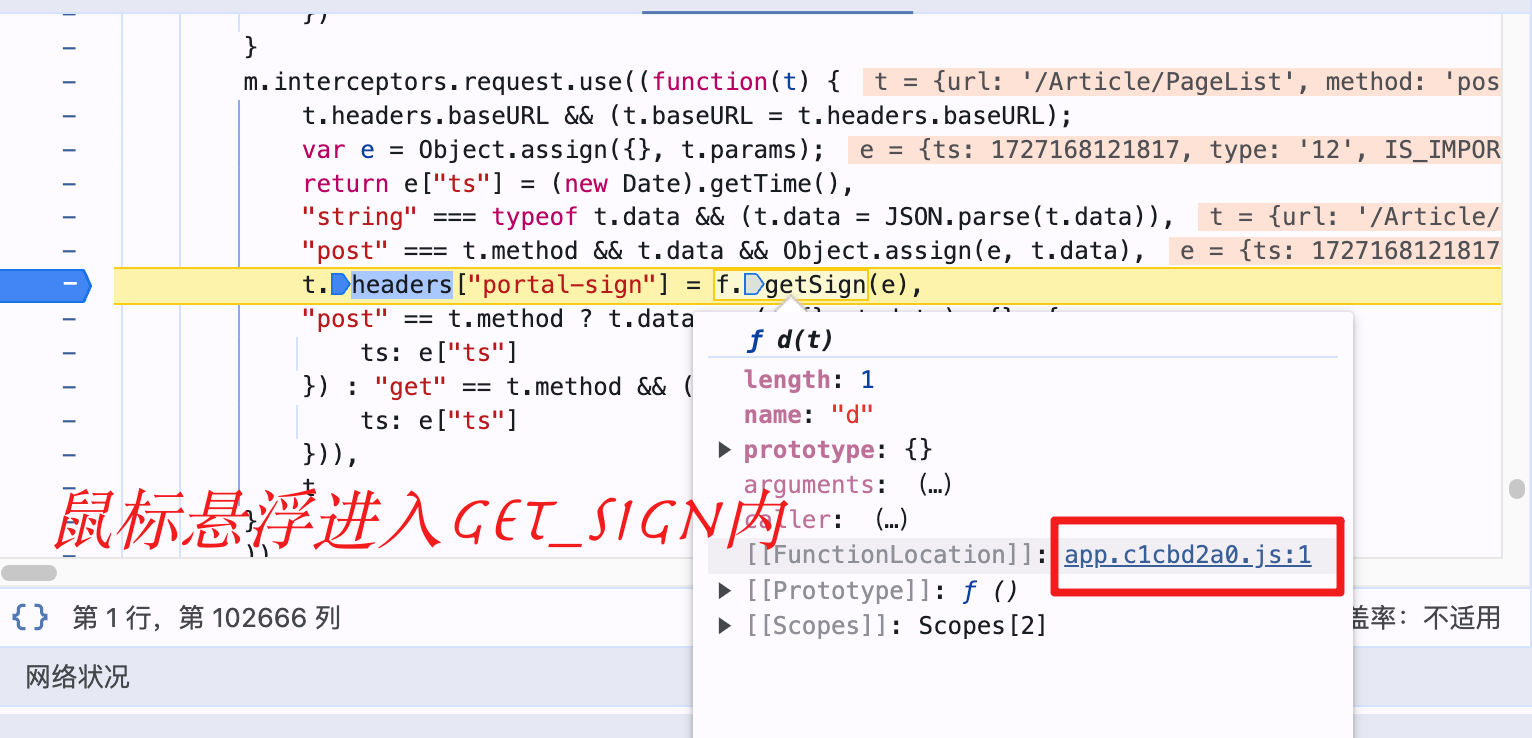 })
}
m.interceptors.request.use((function(t) { t = {url: '/Article/PageList', method: 'pos
t.headers.baseURL && (t.baseURL = t.headers.baseURL);
var e = Object.assign({}, t.params); e = {ts: 1727168121817, type: '12', IS_IMPOR
return e["ts"] = (new Date).getTime(),
"string" === typeof t.data && (t.data = JSON.parse(t.data)), t = {url: '/Article/
"post" === t.method && t.data && Object.assign(e, t.data), e = {ts: 1727168121817
t.headers["portal-sign"] = f.getSign(e),
"post" == t.method ? t.data
ts: e["ts"]
}) : "get" == t.method && (
ts: e["ts"]
})),
t
}
))
鼠标悬浮进入GET_SIGN内
ƒ d(t)
length: 1
name: "d"
prototype: {}
arguments: (…)
caller: (…)
[[FunctionLocation]]: app.c1cbd2a0.js:1
[[Prototype]]: ƒ ()
[[Scopes]]: Scopes[2]
{} 第 1 行，第 102666 列
盖率：不适用
网络状况